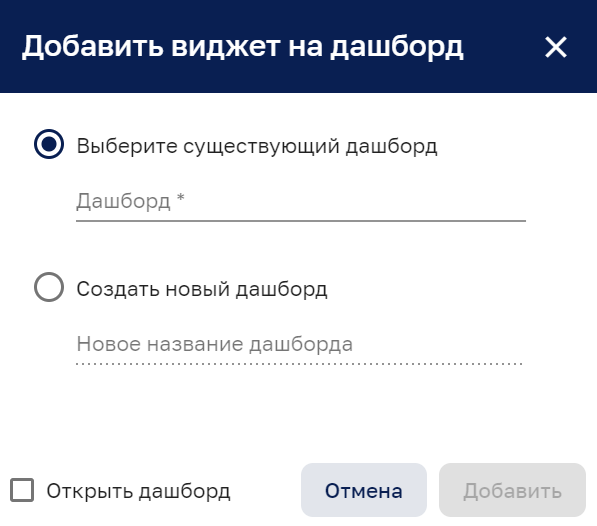 Добавить виджет на дашборд
Выберите существующий дашборд
Дашборд *
Создать новый дашборд
Новое название дашборда
Открыть дашборд
Отмена
Добавить